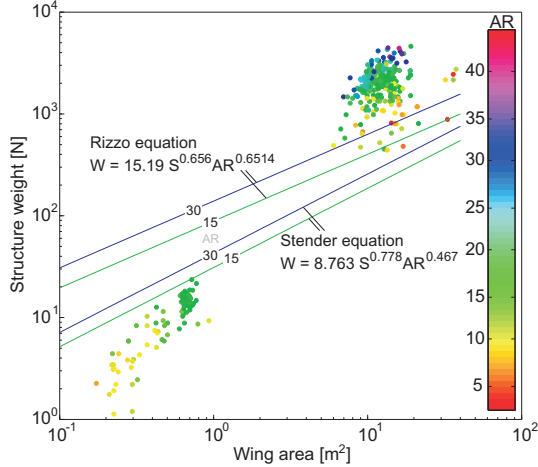 AR
10^4
10^3
10^2
10^1
10^0
Structure weight [N]
Rizzo equation
W = 15.19 S^0.656 AR^0.6514
30
15
AR
30 15
Stender equation
W = 8.763 S^0.778 AR^0.467
40
35
30
25
20
15
10
5
10^-1
10^0
10^1
10^2
Wing area [m^2]